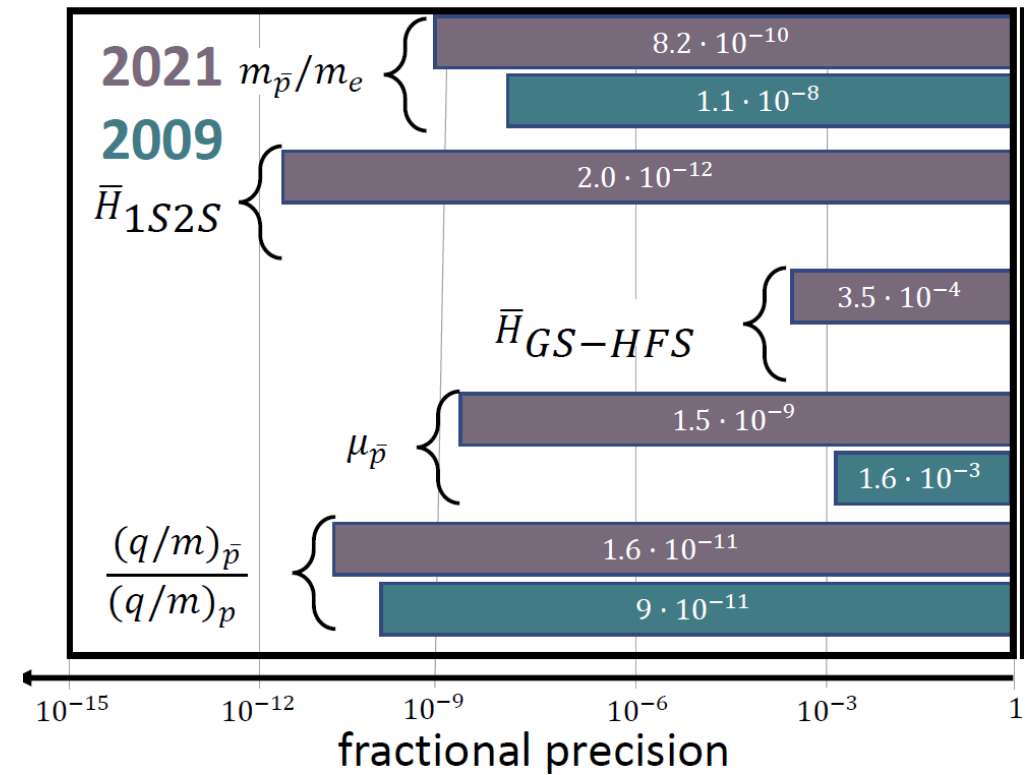 2021
2009
m_p̄/m_e
8.2 · 10⁻¹⁰
1.1 · 10⁻⁸
H̄_1S2S
2.0 · 10⁻¹²
H̄_GS−HFS
3.5 · 10⁻⁴
μ_p̄
1.5 · 10⁻⁹
1.6 · 10⁻³
(q/m)_p̄
(q/m)_p
1.6 · 10⁻¹¹
9 · 10⁻¹¹
10⁻¹⁵ 10⁻¹² 10⁻⁹ 10⁻⁶ 10⁻³ 1
fractional precision